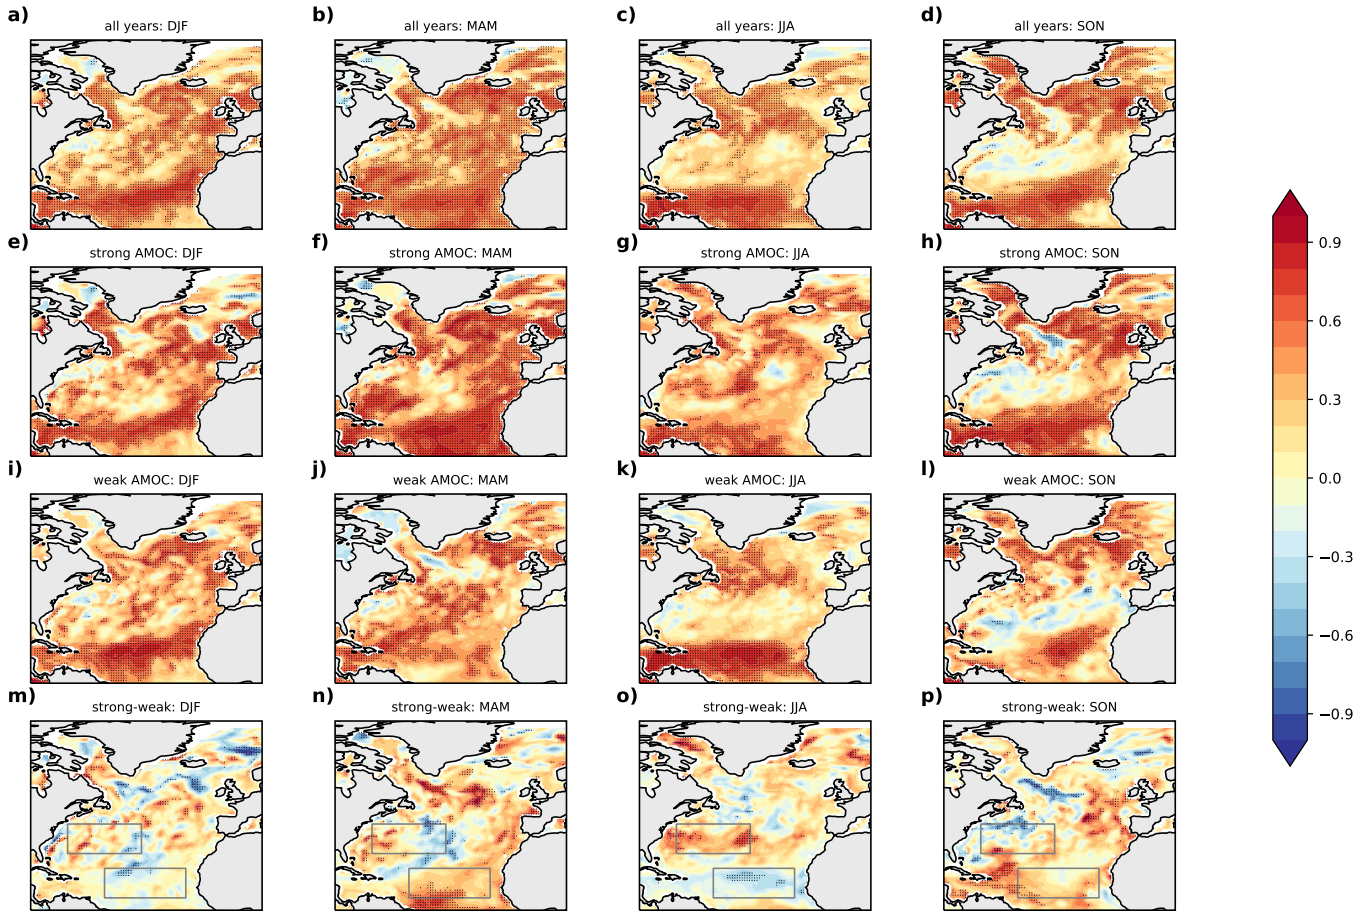 a) b) c) d)
all years: DJF all years: MAM all years: JJA all years: SON
e) f) g) h)
strong AMOC: DJF strong AMOC: MAM strong AMOC: JJA strong AMOC: SON
i) j) k) l)
weak AMOC: DJF weak AMOC: MAM weak AMOC: JJA weak AMOC: SON
m) n) o) p)
strong-weak: DJF strong-weak: MAM strong-weak: JJA strong-weak: SON
0.9
0.6
0.3
0.0
−0.3
−0.6
−0.9